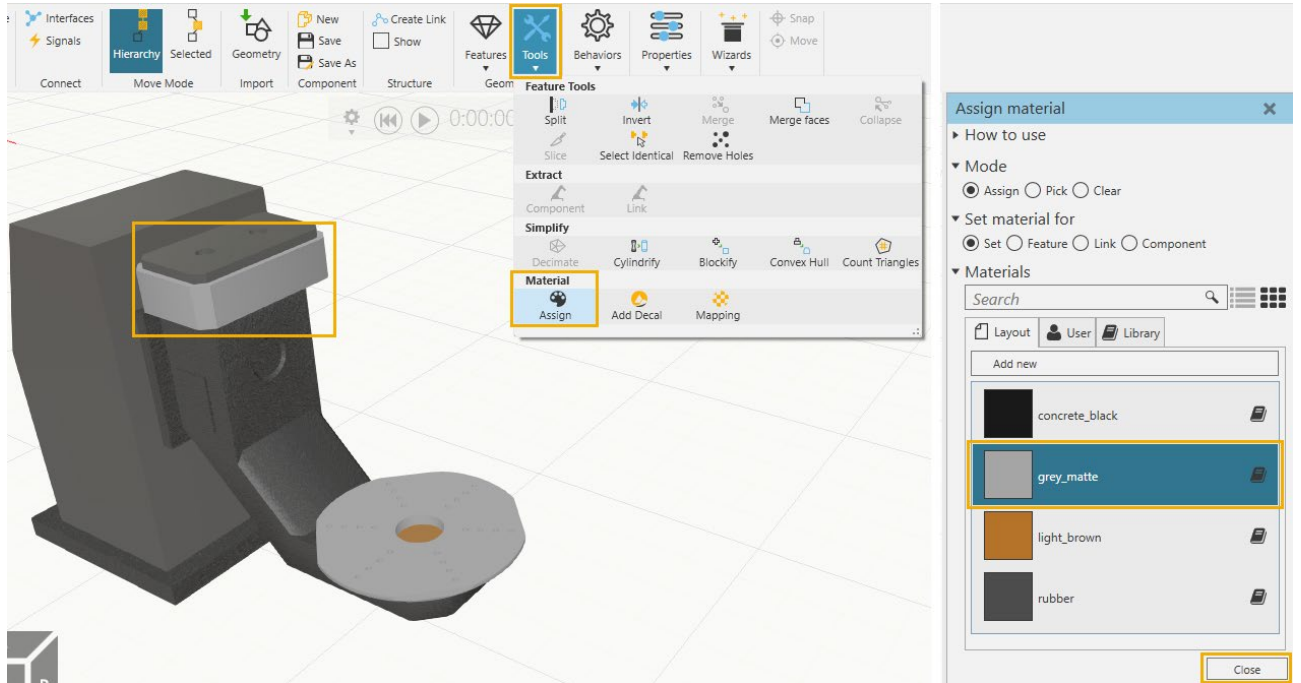 Interfaces
Signals
Connect
Hierarchy
Selected
Move Mode
Geometry
Import
New
Save
Save As
Component
Create Link
Show
Structure
Features
Geom
Tools
Behaviors
Properties
Wizards
Snap
Move
0:00:00
Feature Tools
Split Invert Merge Merge faces Collapse
Slice Select Identical Remove Holes
Extract
Component Link
Simplify
Decimate Cylindrify Blockify Convex Hull Count Triangles
Material
Assign Add Decal Mapping
Assign material
How to use
Mode
Assign Pick Clear
Set material for
Set Feature Link Component
Materials
Search
Layout User Library
Add new
concrete_black
grey_matte
light_brown
rubber
Close